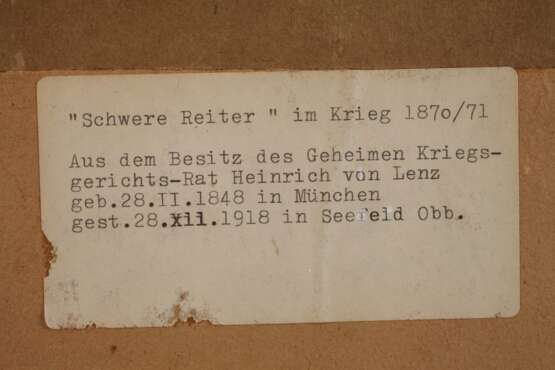 "Schwere Reiter " im Krieg 187o/71
Aus dem Besitz des Geheimen Kriegs-
gerichts-Rat Heinrich von Lenz
geb.28.II.1848 in München
gest.28.XII.1918 in Seefeld Obb.